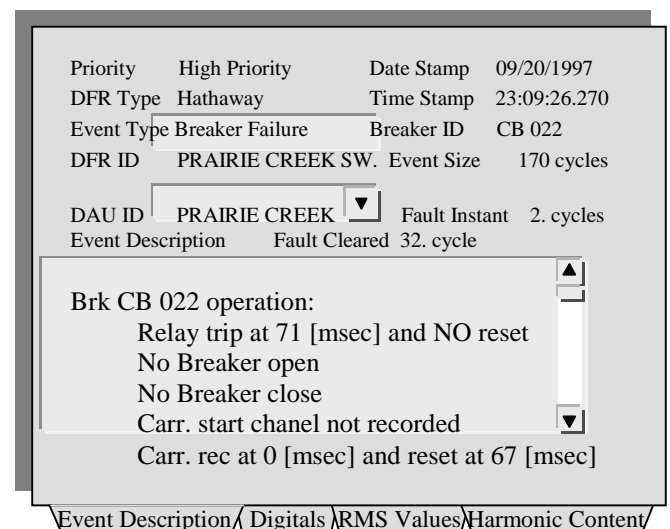 Priority High Priority Date Stamp 09/20/1997
DFR Type Hathaway Time Stamp 23:09:26.270
Event Type Breaker Failure Breaker ID CB 022
DFR ID PRAIRIE CREEK SW. Event Size 170 cycles
DAU ID PRAIRIE CREEK Fault Instant 2. cycles
Event Description Fault Cleared 32. cycle
Brk CB 022 operation:
Relay trip at 71 [msec] and NO reset
No Breaker open
No Breaker close
Carr. start chanel not recorded
Carr. rec at 0 [msec] and reset at 67 [msec]
Event Description Digitals RMS Values Harmonic Content